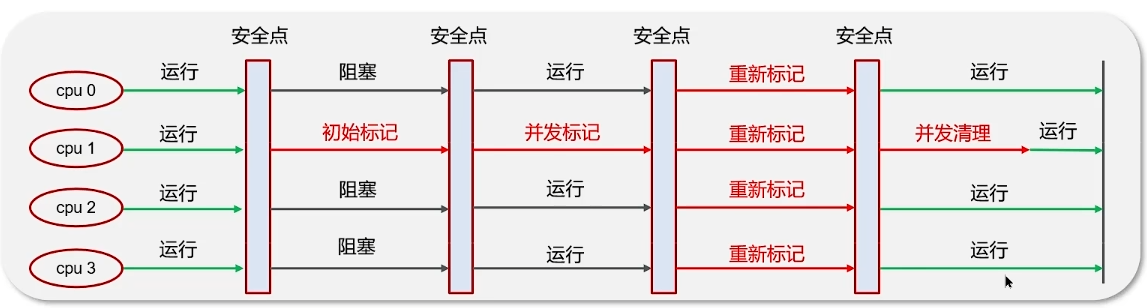 安全点 安全点 安全点 安全点
运行 阻塞 运行 重新标记 运行
cpu 0
运行 初始标记 并发标记 重新标记 并发清理 运行
cpu 1
运行 阻塞 运行 重新标记 运行
cpu 2
运行 阻塞 运行 重新标记 运行
cpu 3